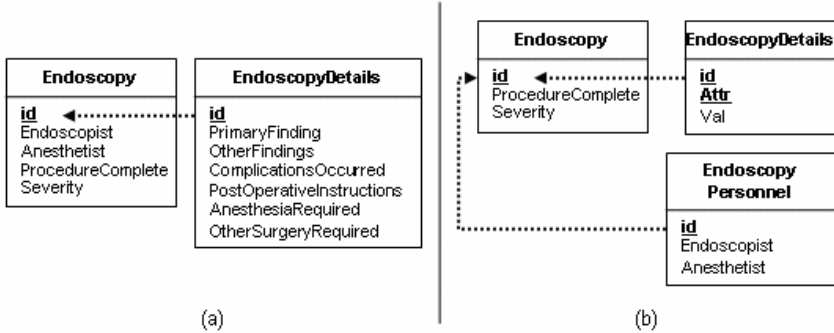 Endoscopy
id
Endoscopist
Anesthetist
ProcedureComplete
Severity
EndoscopyDetails
id
PrimaryFinding
OtherFindings
ComplicationsOccurred
PostOperativeInstructions
AnesthesiaRequired
OtherSurgeryRequired
(a)
Endoscopy
id
ProcedureComplete
Severity
EndoscopyDetails
id
Attr
Val
Endoscopy
Personnel
id
Endoscopist
Anesthetist
(b)